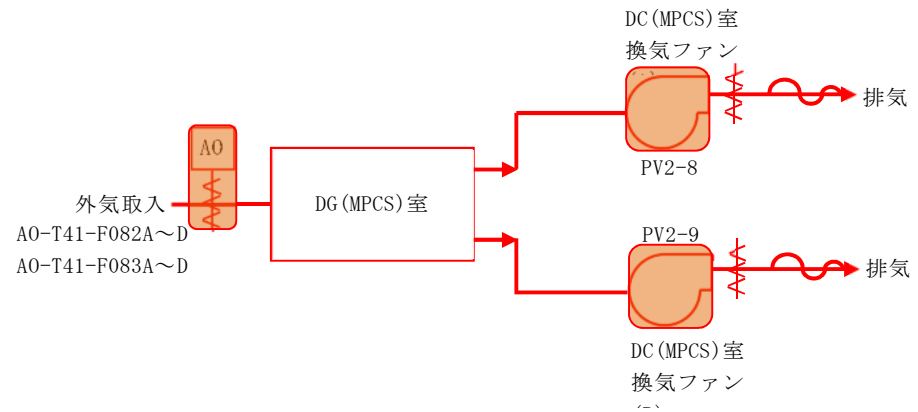 DC(MPCS)室
換気ファン
排気
PV2-8
AO
外気取入
AO-T41-F082A～D
AO-T41-F083A～D
DG(MPCS)室
PV2-9
排気
DC(MPCS)室
換気ファン